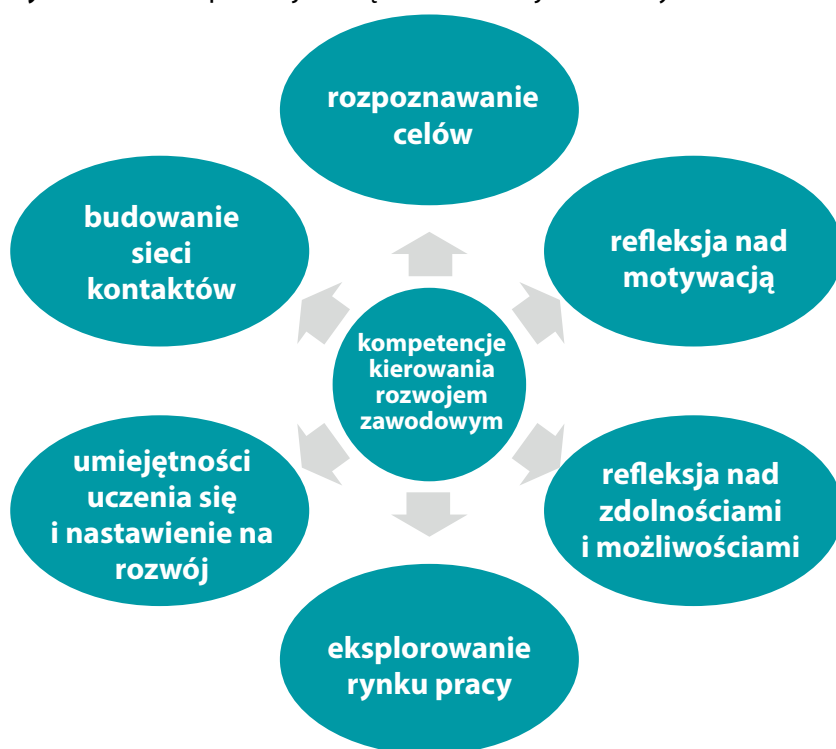 rozpoznawanie
celów
budowanie
sieci
kontaktów
refleksja nad
motywacją
kompetencje
kierowania
rozwojem
zawodowym
umiejętności
uczenia się
i nastawienie na
rozwój
refleksja nad
zdolnościami
i możliwościami
eksplorowanie
rynku pracy